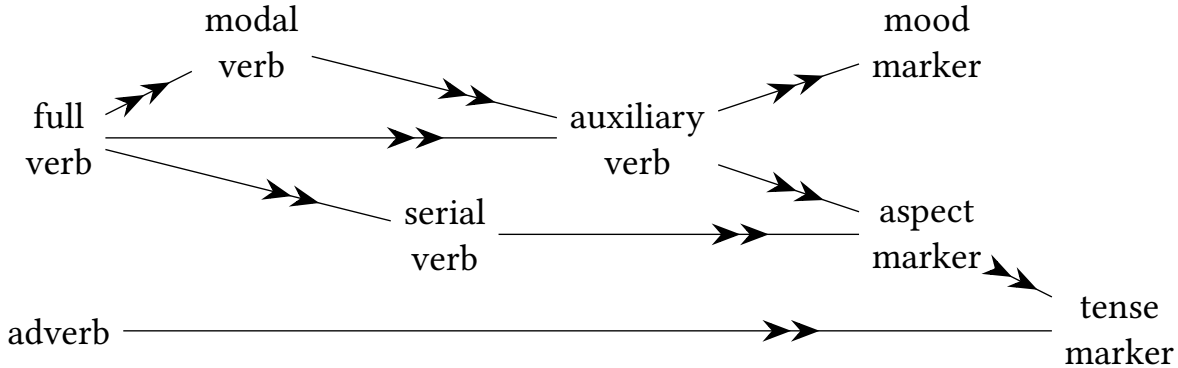 full
verb
modal
verb
auxiliary
verb
serial
verb
mood
marker
aspect
marker
adverb
tense
marker